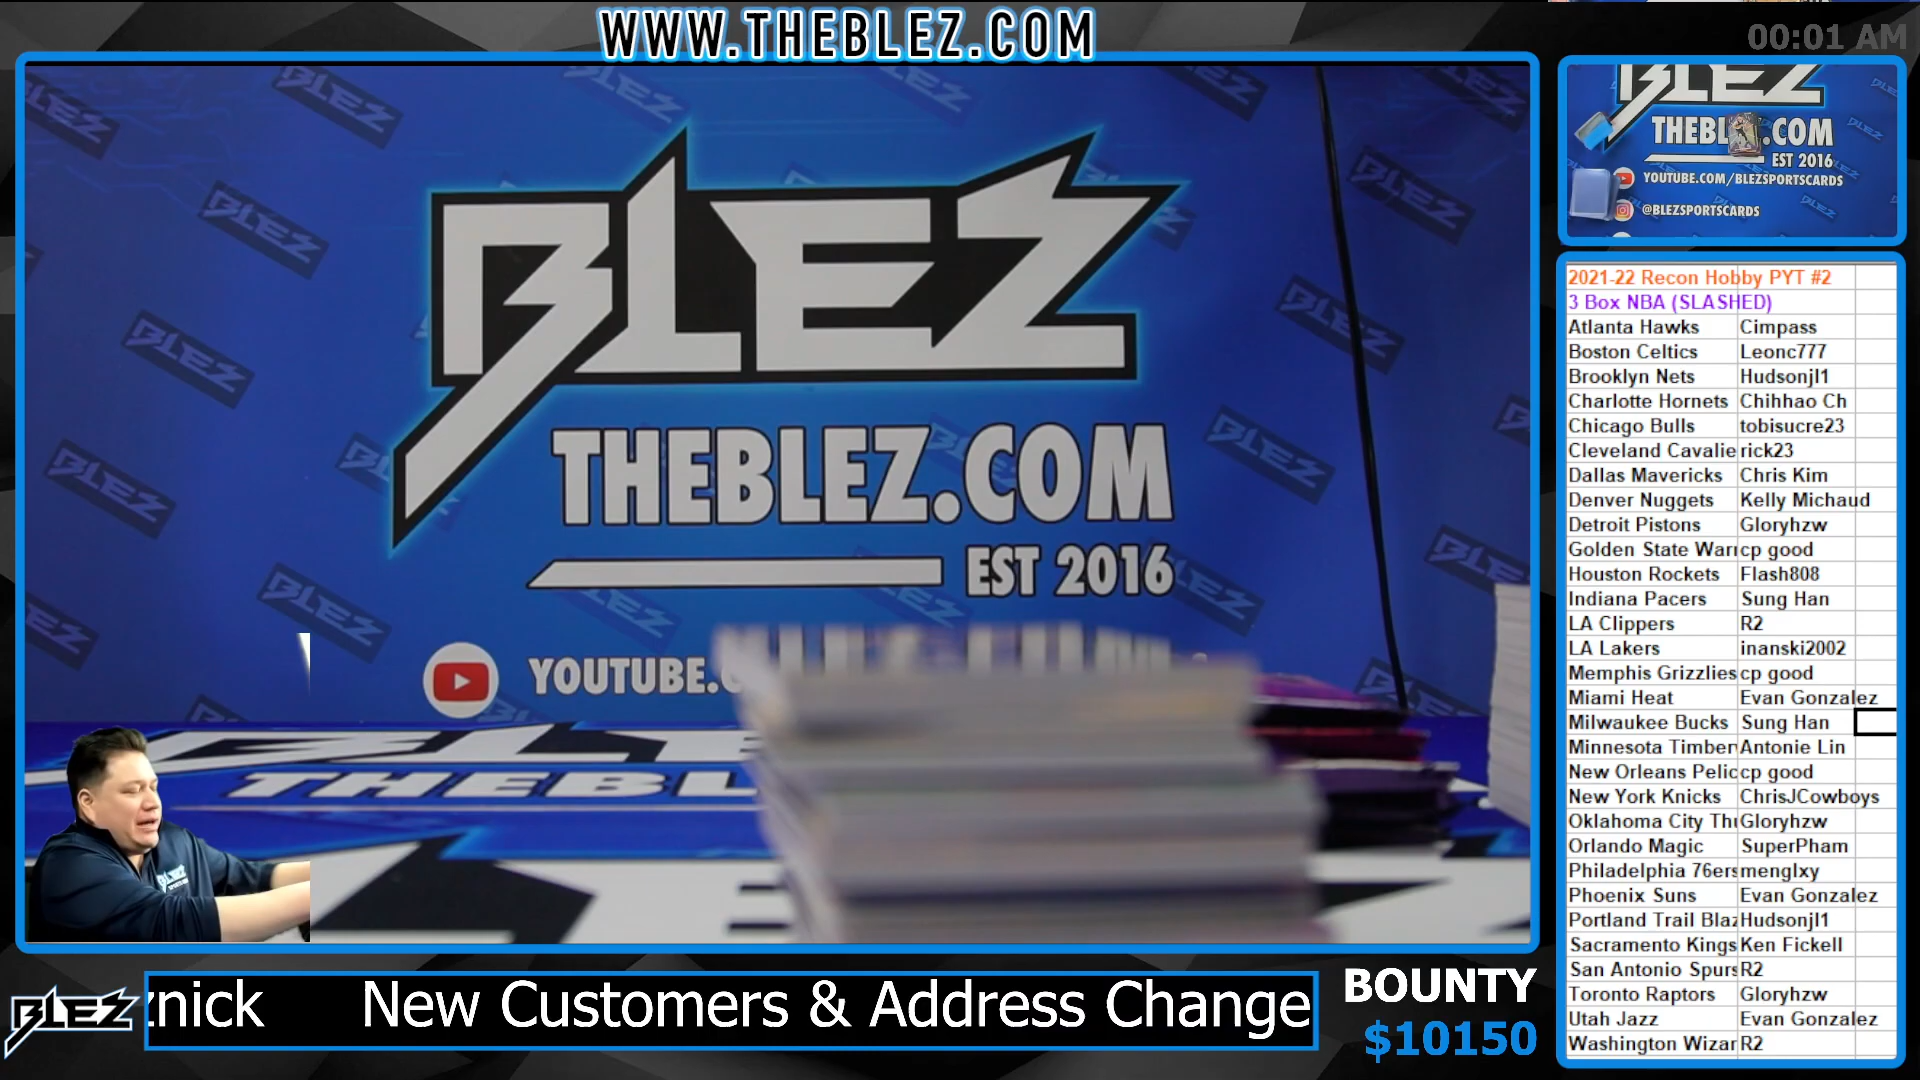 WWW.THEBLEZ.COM
00:01 AM
BLEZ
THEBLEZ.COM
EST 2016
YOUTUBE.
BLEZ
THEBL .COM
EST 2016
YOUTUBE.COM/BLEZSPORTSCARDS
@BLEZSPORTSCARDS
2021-22 Recon Hobby PYT #2
3 Box NBA (SLASHED)
Atlanta Hawks Cimpass
Boston Celtics Leonc777
Brooklyn Nets Hudsonjl1
Charlotte Hornets Chihhao Ch
Chicago Bulls tobisucre23
Cleveland Cavalie rick23
Dallas Mavericks Chris Kim
Denver Nuggets Kelly Michaud
Detroit Pistons Gloryhzw
Golden State Warr cp good
Houston Rockets Flash808
Indiana Pacers Sung Han
LA Clippers R2
LA Lakers inanski2002
Memphis Grizzlies cp good
Miami Heat Evan Gonzalez
Milwaukee Bucks Sung Han
Minnesota Timber Antonie Lin
New Orleans Pelic cp good
New York Knicks ChrisJCowboys
Oklahoma City Thu Gloryhzw
Orlando Magic SuperPham
Philadelphia 76ers menglxy
Phoenix Suns Evan Gonzalez
Portland Trail Blaz Hudsonjl1
Sacramento Kings Ken Fickell
San Antonio Spurs R2
Toronto Raptors Gloryhzw
Utah Jazz Evan Gonzalez
Washington Wizar R2
BLEZ
THEBL
BLEZ
znick New Customers & Address Change
BOUNTY
$10150